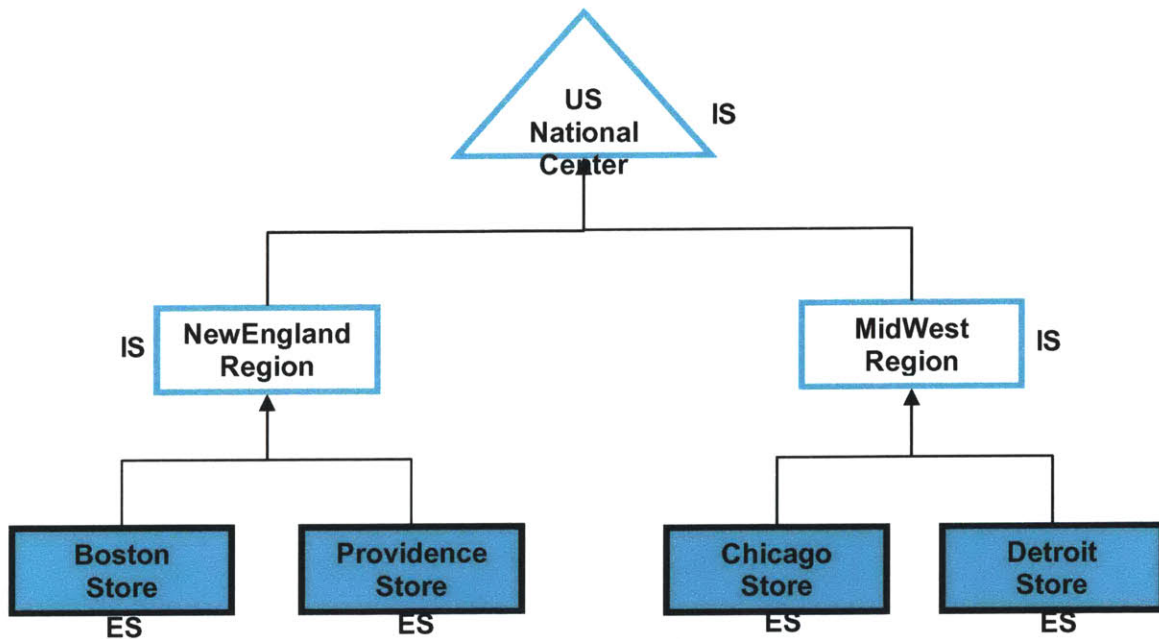 US
National
Center
IS
NewEngland
Region
IS
MidWest
Region
IS
Boston
Store
ES
Providence
Store
ES
Chicago
Store
ES
Detroit
Store
ES